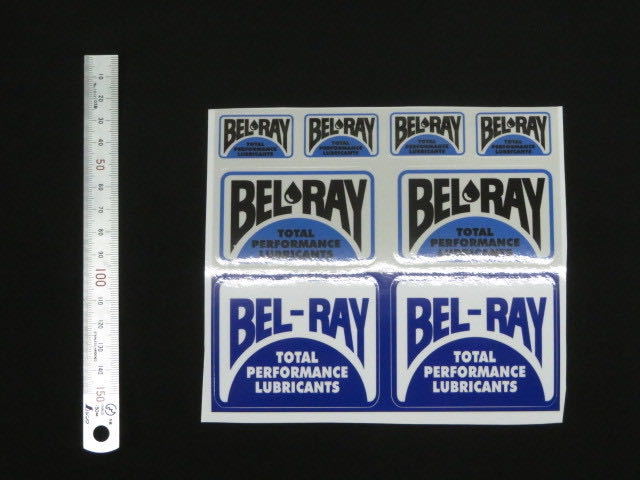 10
20
30
40
50
60
70
80
90
100
110
120
130
140
150
BEL RAY
TOTAL
PERFORMANCE
LUBRICANTS
BEL RAY
TOTAL
PERFORMANCE
LUBRICANTS
BEL RAY
TOTAL
PERFORMANCE
LUBRICANTS
BEL RAY
TOTAL
PERFORMANCE
LUBRICANTS
BEL RAY
TOTAL
PERFORMANCE
LUBRICANTS
BEL RAY
TOTAL
PERFORMANCE
LUBRICANTS
BEL-RAY
TOTAL
PERFORMANCE
LUBRICANTS
BEL-RAY
TOTAL
PERFORMANCE
LUBRICANTS